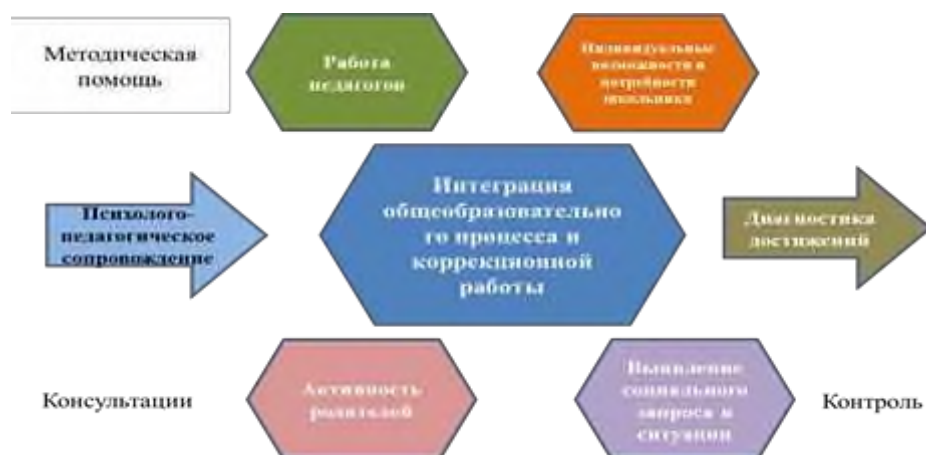 Методическая
помощь
Работа
педагогов
Индивидуальные
возможности и
потребности
школьника
Психолого-
педагогическое
сопровождение
Интеграция
общеобразовательно
го процесса и
коррекционной
работы
Диагностика
достижений
Консультации
Активность
родителей
Выявление
социального
запроса и
ситуации
Контроль